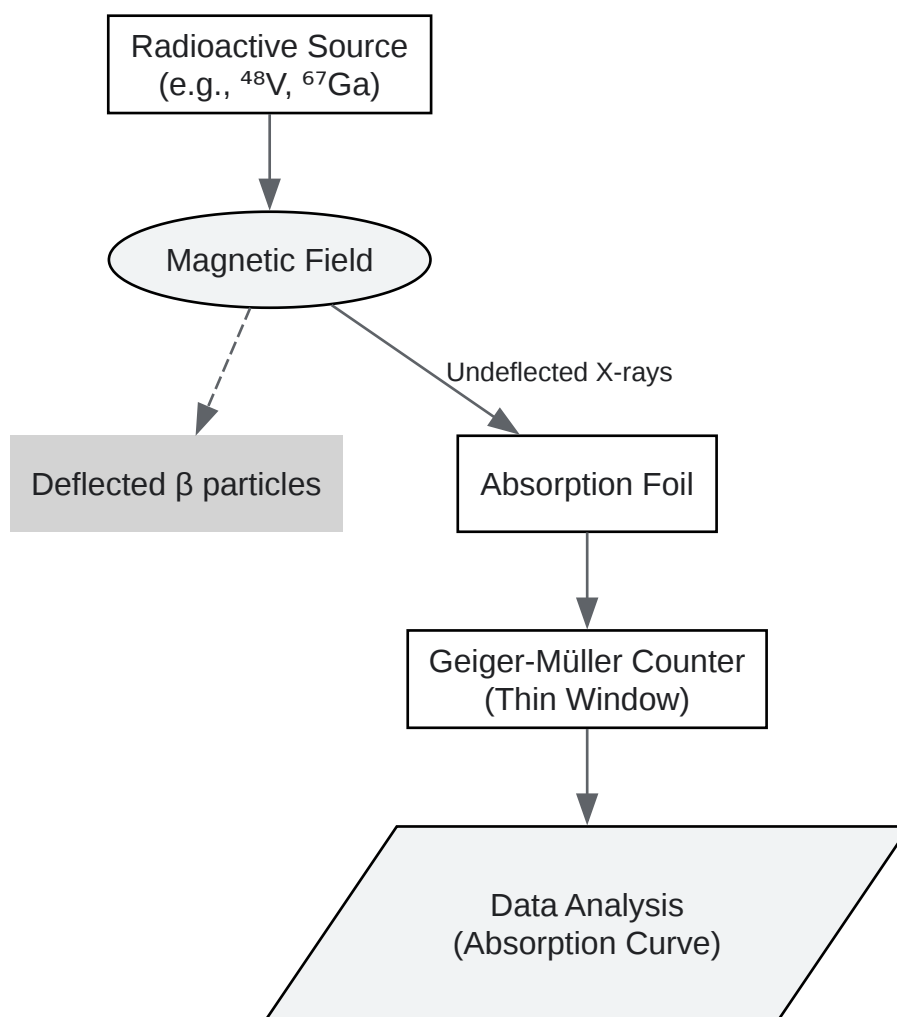 Radioactive Source
(e.g., ⁴⁸V, ⁶⁷Ga)
Magnetic Field
Undeflected X-rays
Deflected β particles
Absorption Foil
Geiger-Müller Counter
(Thin Window)
Data Analysis
(Absorption Curve)